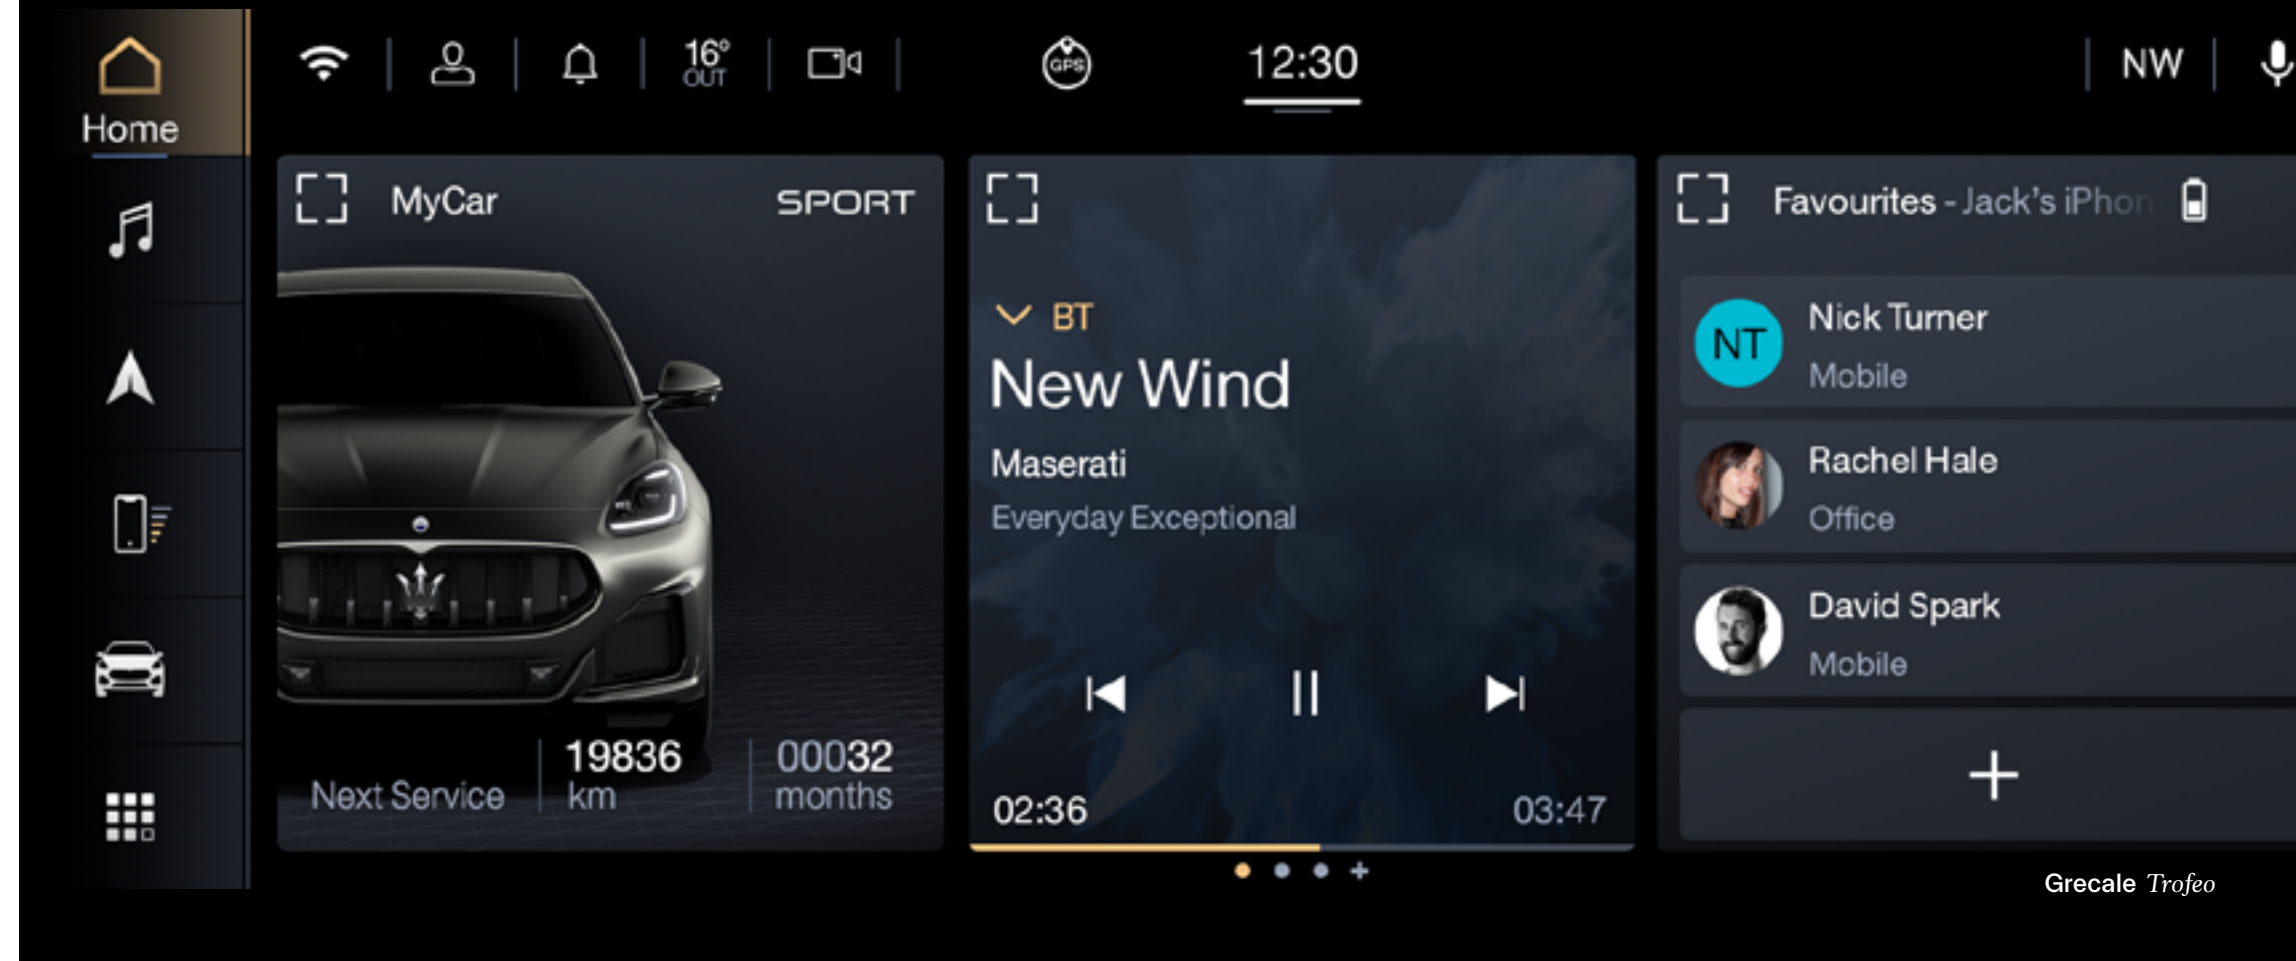 Home
16°
OUT
GPS
12:30
NW
MyCar
SPORT
Next Service
19836
km
00032
months
BT
New Wind
Maserati
Everyday Exceptional
02:36
03:47
Favourites - Jack's iPhon
NT
Nick Turner
Mobile
Rachel Hale
Office
David Spark
Mobile
Grecale Trofeo